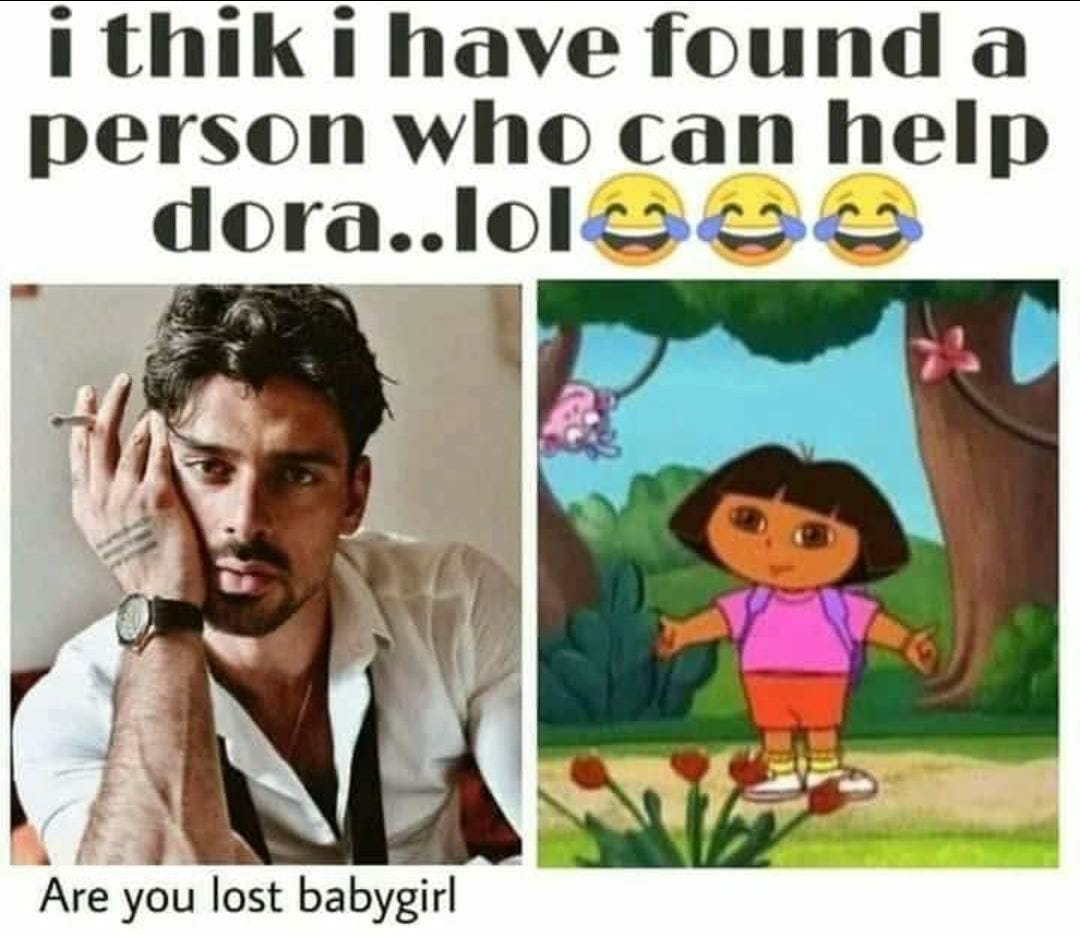 i thik i have found a
person who can help
dora..lol😂😂😂
Are you lost babygirl